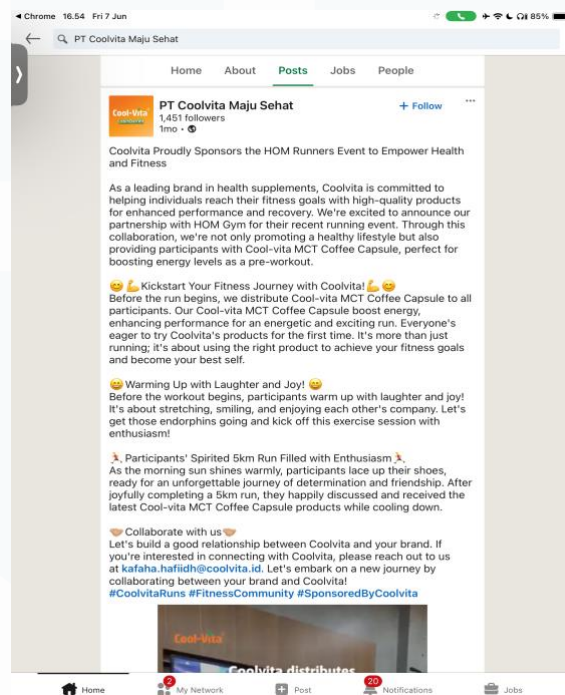 Chrome 16.54 Fri 7 Jun
85%
PT Coolvita Maju Sehat
Home About Posts Jobs People
Cool-Vita
PT Coolvita Maju Sehat
+ Follow
1,451 followers
1mo •
Coolvita Proudly Sponsors the HOM Runners Event to Empower Health
and Fitness
As a leading brand in health supplements, Coolvita is committed to
helping individuals reach their fitness goals with high-quality products
for enhanced performance and recovery. We're excited to announce our
partnership with HOM Gym for their recent running event. Through this
collaboration, we're not only promoting a healthy lifestyle but also
providing participants with Cool-vita MCT Coffee Capsule, perfect for
boosting energy levels as a pre-workout.
😄💪Kickstart Your Fitness Journey with Coolvita!💪😄
Before the run begins, we distribute Cool-vita MCT Coffee Capsule to all
participants. Our Cool-vita MCT Coffee Capsule boost energy,
enhancing performance for an energetic and exciting run. Everyone's
eager to try Coolvita's products for the first time. It's more than just
running; it's about using the right product to achieve your fitness goals
and become your best self.
😄Warming Up with Laughter and Joy! 😄
Before the workout begins, participants warm up with laughter and joy!
It's about stretching, smiling, and enjoying each other's company. Let's
get those endorphins going and kick off this exercise session with
enthusiasm!
🏃 Participants' Spirited 5km Run Filled with Enthusiasm🏃
As the morning sun shines warmly, participants lace up their shoes,
ready for an unforgettable journey of determination and friendship. After
joyfully completing a 5km run, they happily discussed and received the
latest Cool-vita MCT Coffee Capsule products while cooling down.
🤝Collaborate with us🤝
Let's build a good relationship between Coolvita and your brand. If
you're interested in connecting with Coolvita, please reach out to us
at kafaha.hafiidh@coolvita.id. Let's embark on a new journey by
collaborating between your brand and Coolvita!
#CoolvitaRuns #FitnessCommunity #SponsoredByCoolvita
Cool-Vita
Coolvita distributes
Home
2
My Network
Post
20
Notifications
Jobs